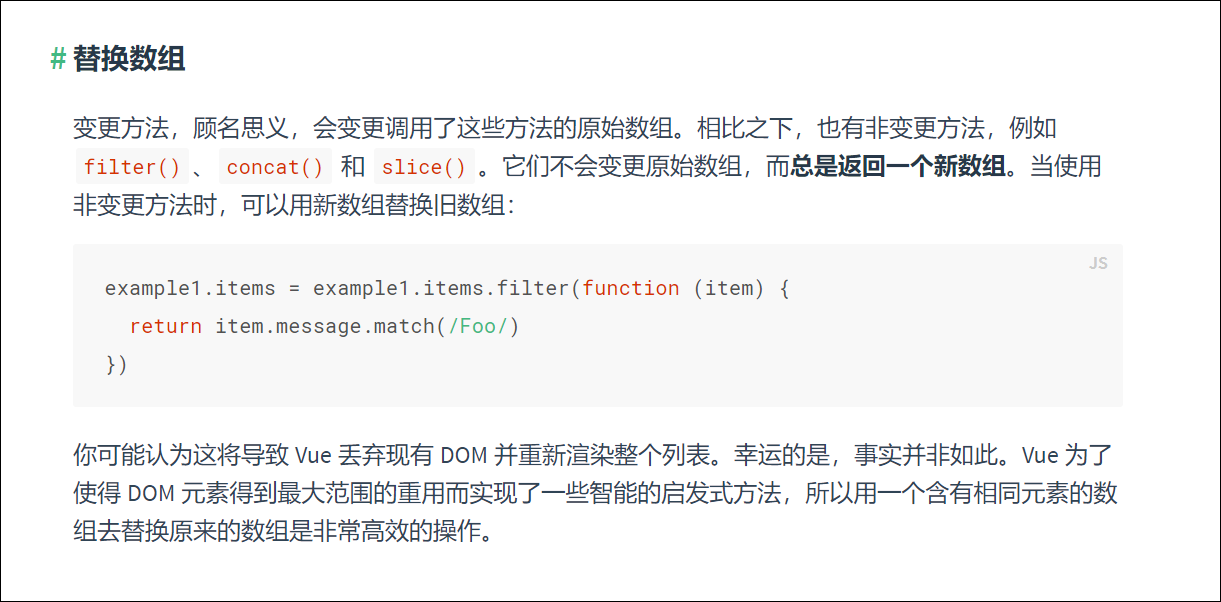 # 替换数组
变更方法，顾名思义，会变更调用了这些方法的原始数组。相比之下，也有非变更方法，例如
filter() 、 concat() 和 slice() 。它们不会变更原始数组，而总是返回一个新数组。当使用
非变更方法时，可以用新数组替换旧数组：
JS
example1.items = example1.items.filter(function (item) {
  return item.message.match(/Foo/)
})
你可能认为这将导致 Vue 丢弃现有 DOM 并重新渲染整个列表。幸运的是，事实并非如此。Vue 为了
使得 DOM 元素得到最大范围的重用而实现了一些智能的启发式方法，所以用一个含有相同元素的数
组去替换原来的数组是非常高效的操作。